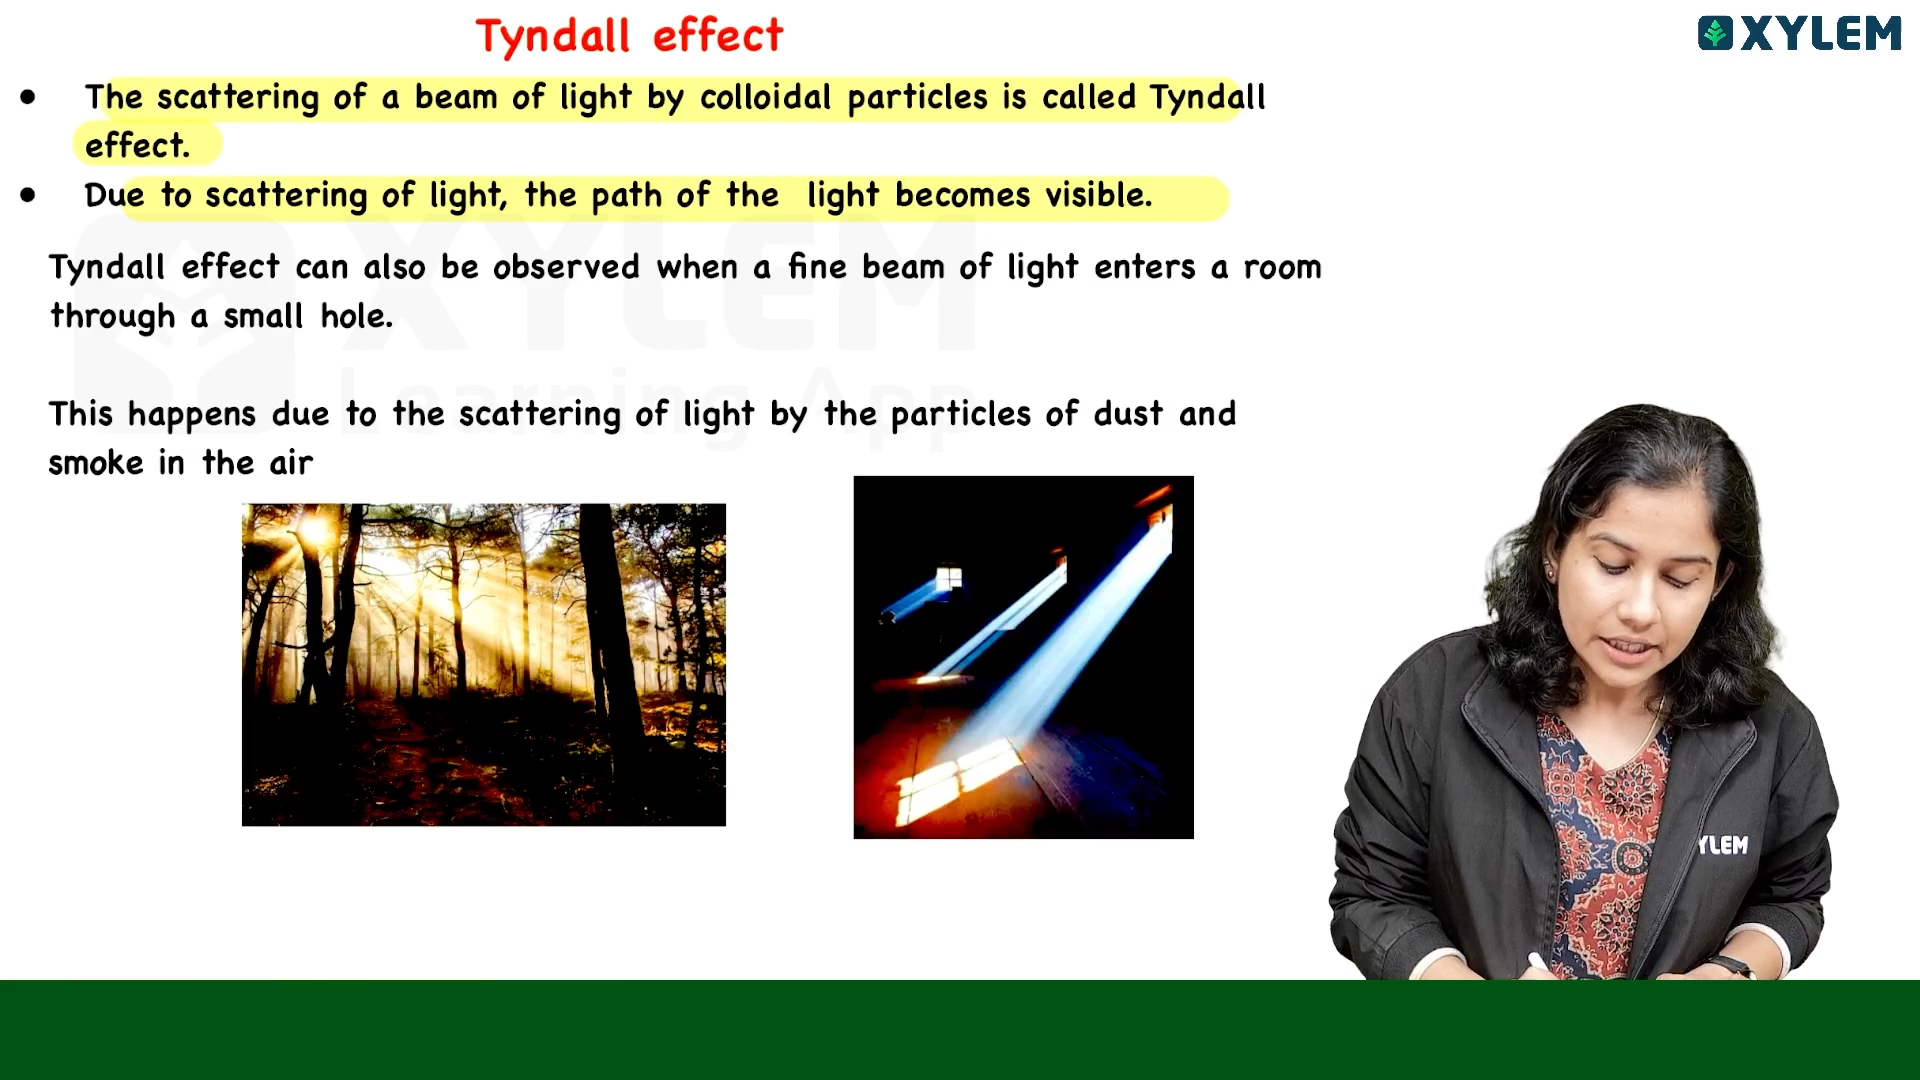 Tyndall effect
XYLEM
• The scattering of a beam of light by colloidal particles is called Tyndall
effect.
• Due to scattering of light, the path of the light becomes visible.
XYLEM
Learning App
Tyndall effect can also be observed when a fine beam of light enters a room
through a small hole.
This happens due to the scattering of light by the particles of dust and
smoke in the air
YLEM